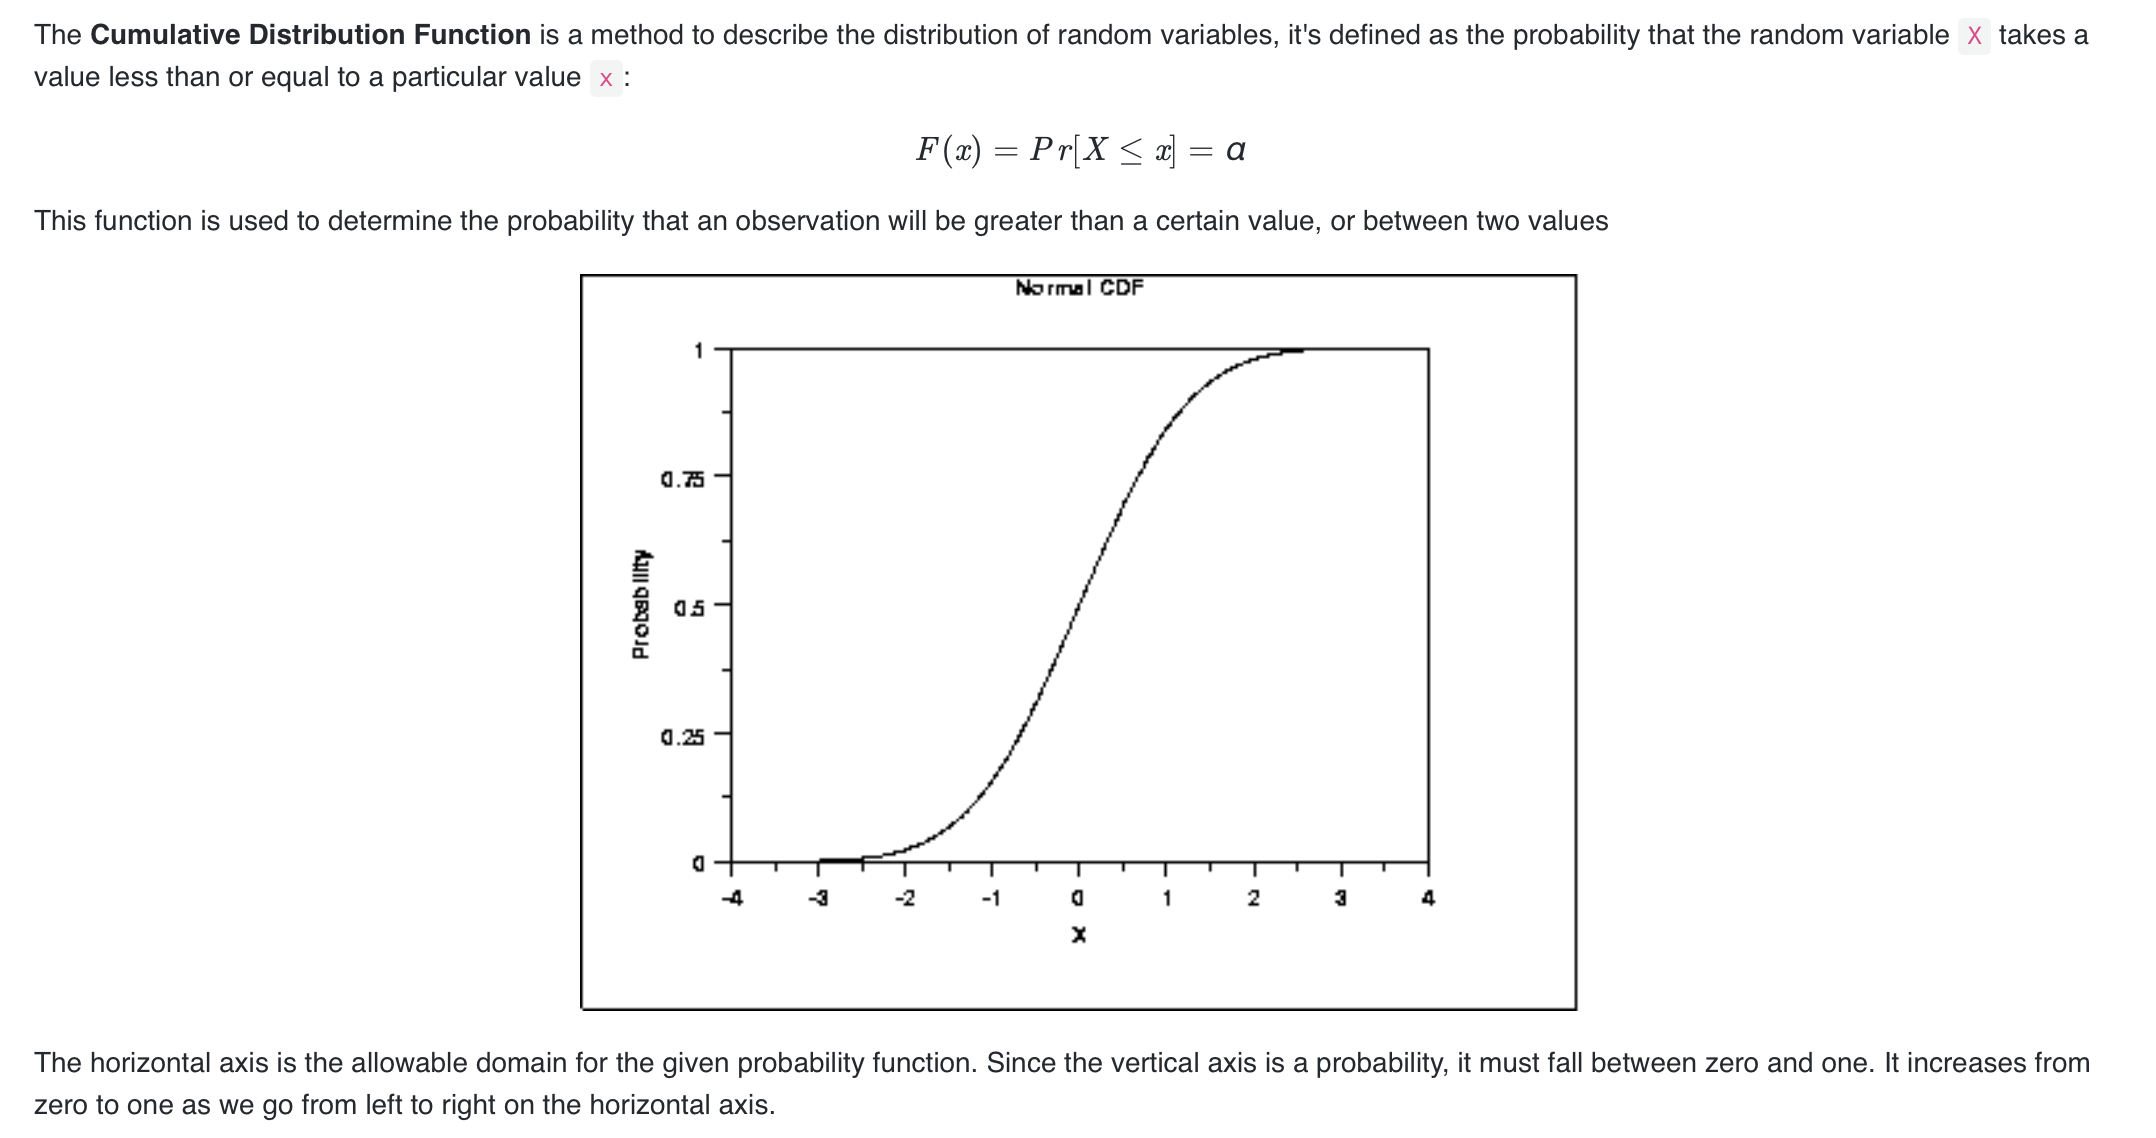 The Cumulative Distribution Function is a method to describe the distribution of random variables, it's defined as the probability that the random variable X takes a
value less than or equal to a particular value x :
F(x) = Pr[X ≤ x] = a
This function is used to determine the probability that an observation will be greater than a certain value, or between two values
Normal CDF
1
0.75
0.5
0.25
0
Probability
-4 -3 -2 -1 0 1 2 3 4
X
The horizontal axis is the allowable domain for the given probability function. Since the vertical axis is a probability, it must fall between zero and one. It increases from
zero to one as we go from left to right on the horizontal axis.